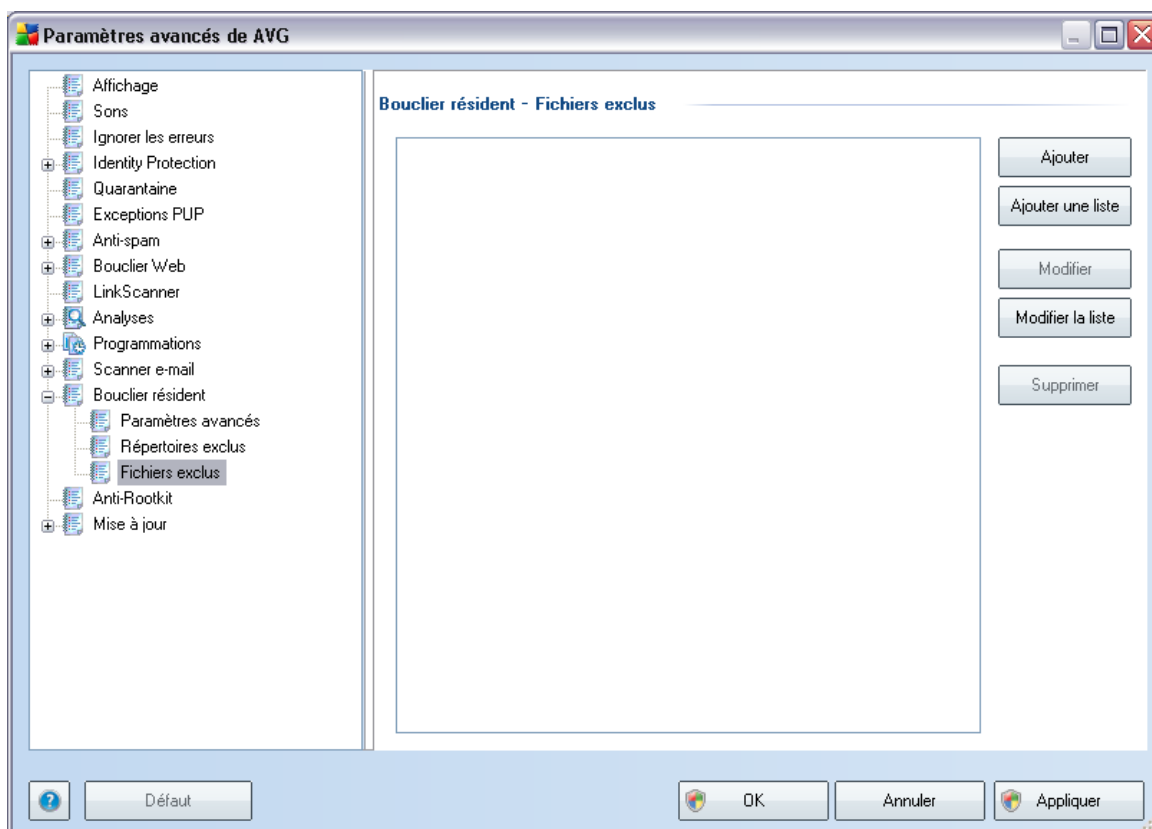 Paramètres avancés de AVG
Affichage
Sons
Ignorer les erreurs
Identity Protection
Quarantaine
Exceptions PUP
Anti-spam
Bouclier Web
LinkScanner
Analyses
Programmations
Scanner e-mail
Bouclier résident
Paramètres avancés
Répertoires exclus
Fichiers exclus
Anti-Rootkit
Mise à jour
Bouclier résident - Fichiers exclus
Ajouter
Ajouter une liste
Modifier
Modifier la liste
Supprimer
Défaut
OK
Annuler
Appliquer